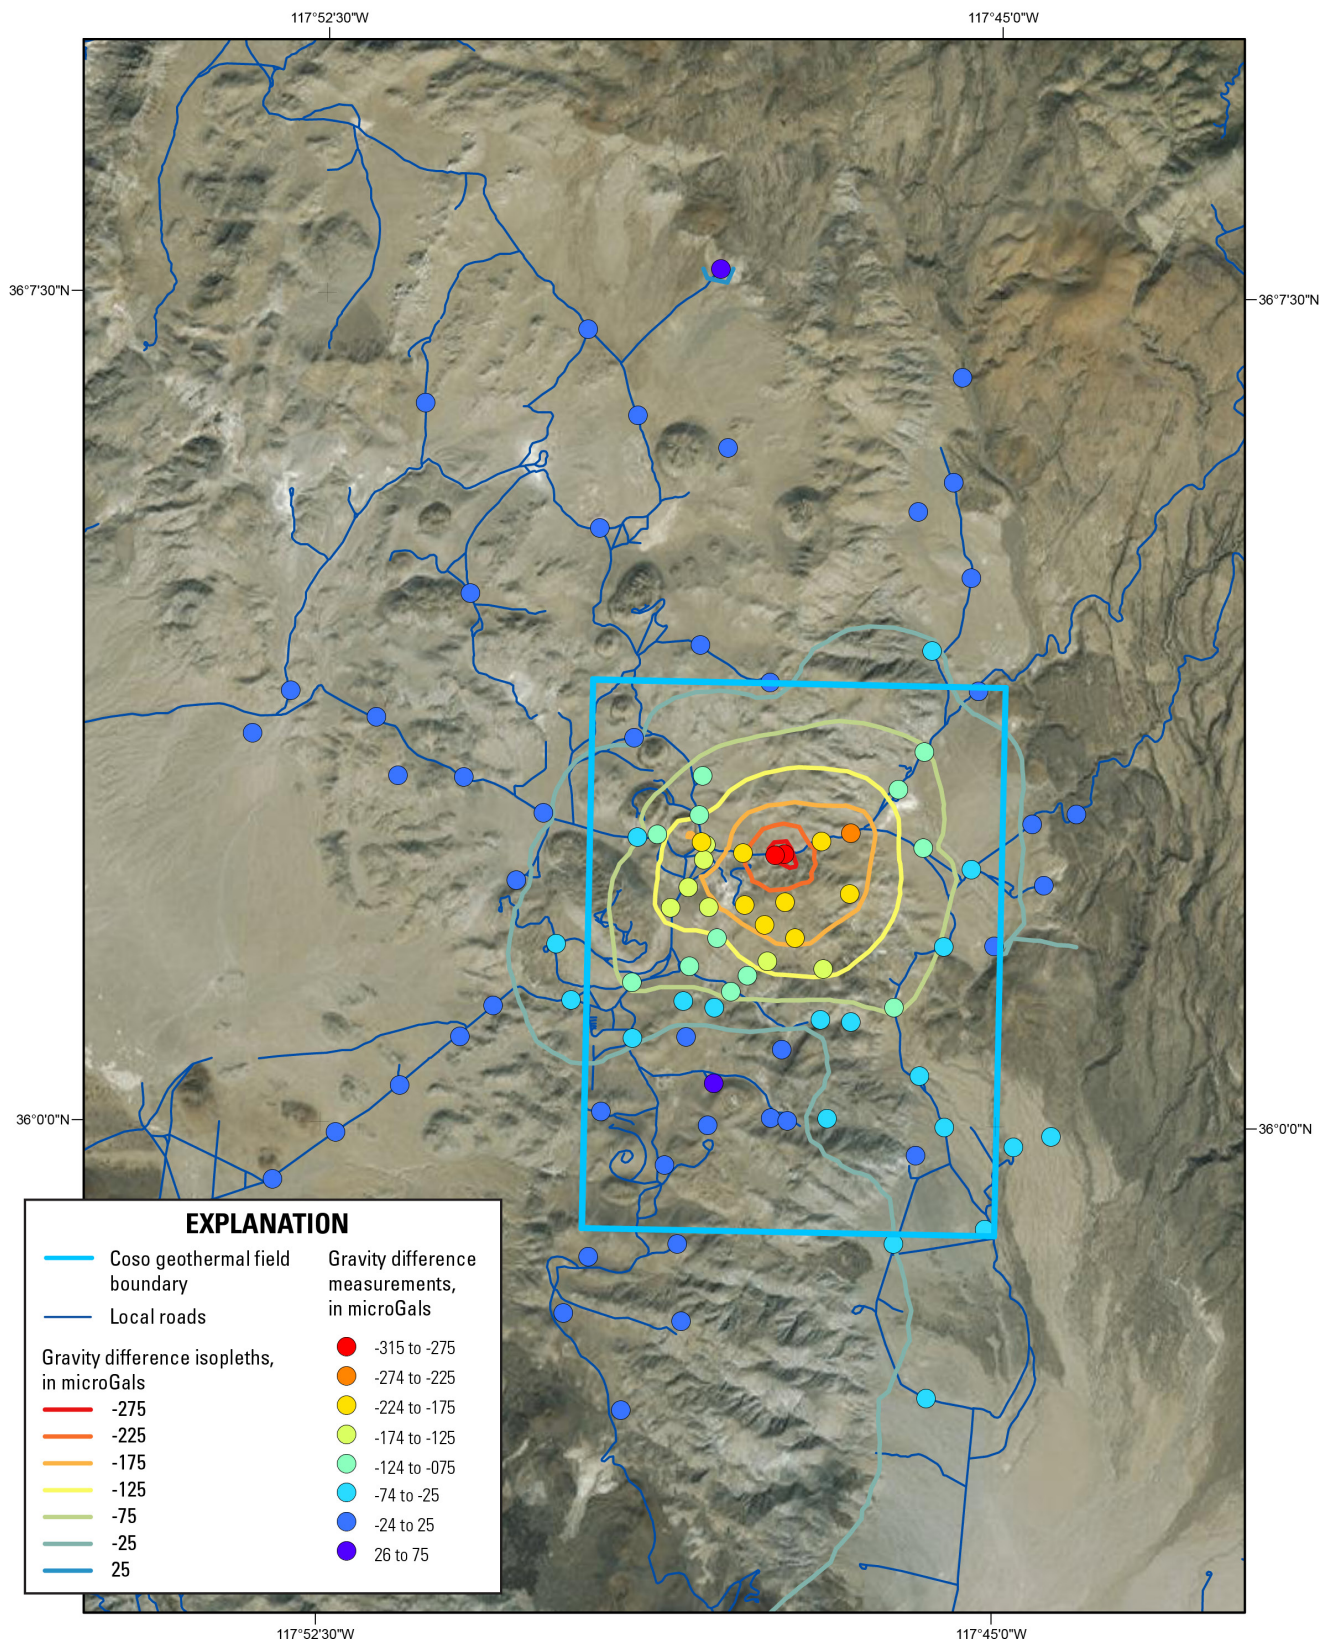 117°52'30"W
117°45'0"W
36°7'30"N
36°7'30"N
36°0'0"N
36°0'0"N
EXPLANATION
Coso geothermal field
boundary
Local roads
Gravity difference isopleths,
in microGals
-275
-225
-175
-125
-75
-25
25
Gravity difference
measurements,
in microGals
-315 to -275
-274 to -225
-224 to -175
-174 to -125
-124 to -075
-74 to -25
-24 to 25
26 to 75
117°52'30"W
117°45'0"W